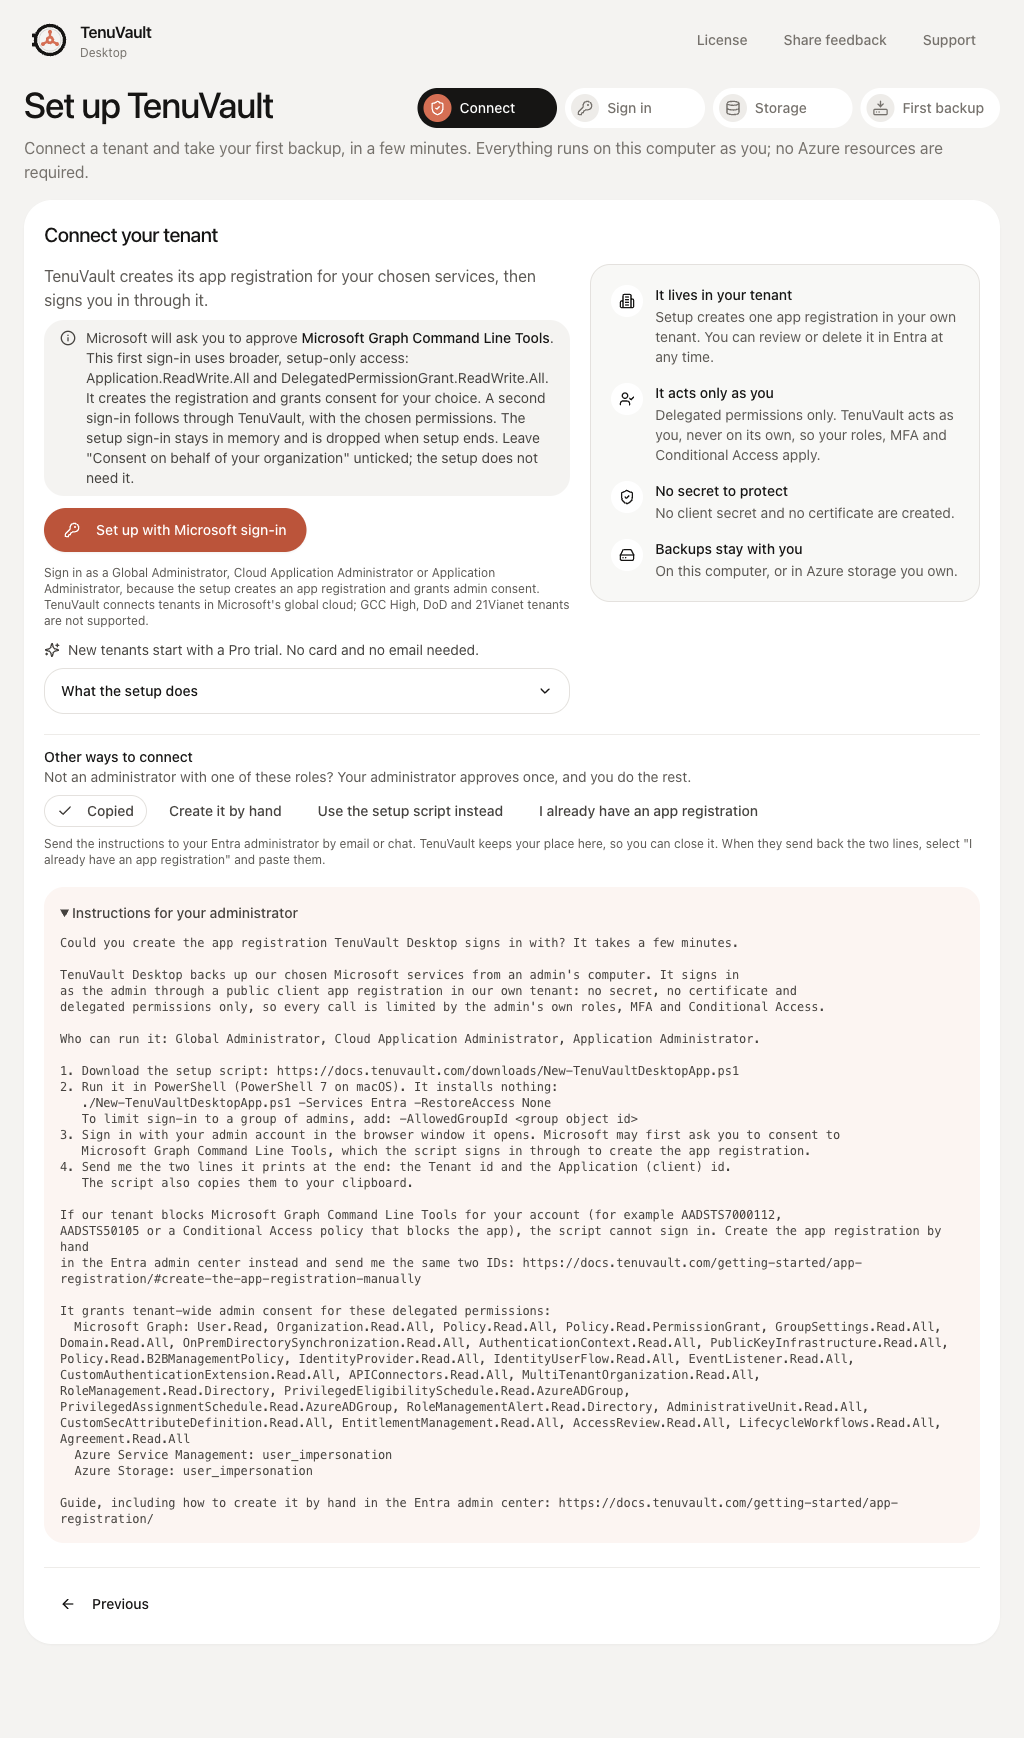 TenuVault
Desktop
License
Share feedback
Support
Set up TenuVault
Connect
Sign in
Storage
First backup
Connect a tenant and take your first backup, in a few minutes. Everything runs on this computer as you; no Azure resources are
required.
Connect your tenant
TenuVault creates its app registration for your chosen services, then
signs you in through it.
Microsoft will ask you to approve Microsoft Graph Command Line Tools.
This first sign-in uses broader, setup-only access:
Application.ReadWrite.All and DelegatedPermissionGrant.ReadWrite.All.
It creates the registration and grants consent for your choice. A second
sign-in follows through TenuVault, with the chosen permissions. The
setup sign-in stays in memory and is dropped when setup ends. Leave
"Consent on behalf of your organization" unticked; the setup does not
need it.
Set up with Microsoft sign-in
Sign in as a Global Administrator, Cloud Application Administrator or Application
Administrator, because the setup creates an app registration and grants admin consent.
TenuVault connects tenants in Microsoft's global cloud; GCC High, DoD and 21Vianet tenants
are not supported.
New tenants start with a Pro trial. No card and no email needed.
What the setup does
It lives in your tenant
Setup creates one app registration in your own
tenant. You can review or delete it in Entra at
any time.
It acts only as you
Delegated permissions only. TenuVault acts as
you, never on its own, so your roles, MFA and
Conditional Access apply.
No secret to protect
No client secret and no certificate are created.
Backups stay with you
On this computer, or in Azure storage you own.
Other ways to connect
Not an administrator with one of these roles? Your administrator approves once, and you do the rest.
Copied
Create it by hand
Use the setup script instead
I already have an app registration
Send the instructions to your Entra administrator by email or chat. TenuVault keeps your place here, so you can close it. When they send back the two lines, select "I
already have an app registration" and paste them.
Instructions for your administrator
Could you create the app registration TenuVault Desktop signs in with? It takes a few minutes.
TenuVault Desktop backs up our chosen Microsoft services from an admin's computer. It signs in
as the admin through a public client app registration in our own tenant: no secret, no certificate and
delegated permissions only, so every call is limited by the admin's own roles, MFA and Conditional Access.
Who can run it: Global Administrator, Cloud Application Administrator, Application Administrator.
1. Download the setup script: https://docs.tenuvault.com/downloads/New-TenuVaultDesktopApp.ps1
2. Run it in PowerShell (PowerShell 7 on macOS). It installs nothing:
./New-TenuVaultDesktopApp.ps1 -Services Entra -RestoreAccess None
To limit sign-in to a group of admins, add: -AllowedGroupId <group object id>
3. Sign in with your admin account in the browser window it opens. Microsoft may first ask you to consent to
Microsoft Graph Command Line Tools, which the script signs in through to create the app registration.
4. Send me the two lines it prints at the end: the Tenant id and the Application (client) id.
The script also copies them to your clipboard.
If our tenant blocks Microsoft Graph Command Line Tools for your account (for example AADSTS7000112,
AADSTS50105 or a Conditional Access policy that blocks the app), the script cannot sign in. Create the app registration by
hand
in the Entra admin center instead and send me the same two IDs: https://docs.tenuvault.com/getting-started/app-
registration/#create-the-app-registration-manually
It grants tenant-wide admin consent for these delegated permissions:
Microsoft Graph: User.Read, Organization.Read.All, Policy.Read.All, Policy.Read.PermissionGrant, GroupSettings.Read.All,
Domain.Read.All, OnPremDirectorySynchronization.Read.All, AuthenticationContext.Read.All, PublicKeyInfrastructure.Read.All,
Policy.Read.B2BManagementPolicy, IdentityProvider.Read.All, IdentityUserFlow.Read.All, EventListener.Read.All,
CustomAuthenticationExtension.Read.All, APIConnectors.Read.All, MultiTenantOrganization.Read.All,
RoleManagement.Read.Directory, PrivilegedEligibilitySchedule.Read.AzureADGroup,
PrivilegedAssignmentSchedule.Read.AzureADGroup, RoleManagementAlert.Read.Directory, AdministrativeUnit.Read.All,
CustomSecAttributeDefinition.Read.All, EntitlementManagement.Read.All, AccessReview.Read.All, LifecycleWorkflows.Read.All,
Agreement.Read.All
Azure Service Management: user_impersonation
Azure Storage: user_impersonation
Guide, including how to create it by hand in the Entra admin center: https://docs.tenuvault.com/getting-started/app-
registration/
Previous